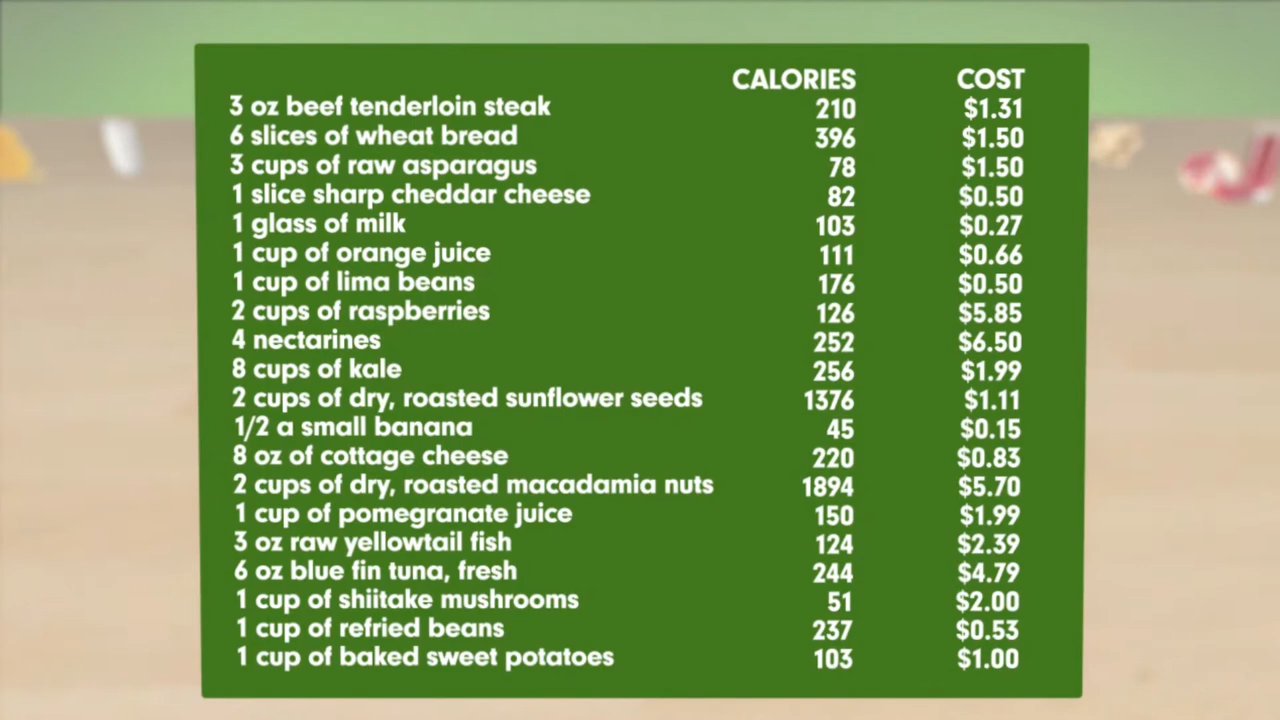 CALORIES COST
3 oz beef tenderloin steak 210 $1.31
6 slices of wheat bread 396 $1.50
3 cups of raw asparagus 78 $1.50
1 slice sharp cheddar cheese 82 $0.50
1 glass of milk 103 $0.27
1 cup of orange juice 111 $0.66
1 cup of lima beans 176 $0.50
2 cups of raspberries 126 $5.85
4 nectarines 252 $6.50
8 cups of kale 256 $1.99
2 cups of dry, roasted sunflower seeds 1376 $1.11
1/2 a small banana 45 $0.15
8 oz of cottage cheese 220 $0.83
2 cups of dry, roasted macadamia nuts 1894 $5.70
1 cup of pomegranate juice 150 $1.99
3 oz raw yellowtail fish 124 $2.39
6 oz blue fin tuna, fresh 244 $4.79
1 cup of shiitake mushrooms 51 $2.00
1 cup of refried beans 237 $0.53
1 cup of baked sweet potatoes 103 $1.00